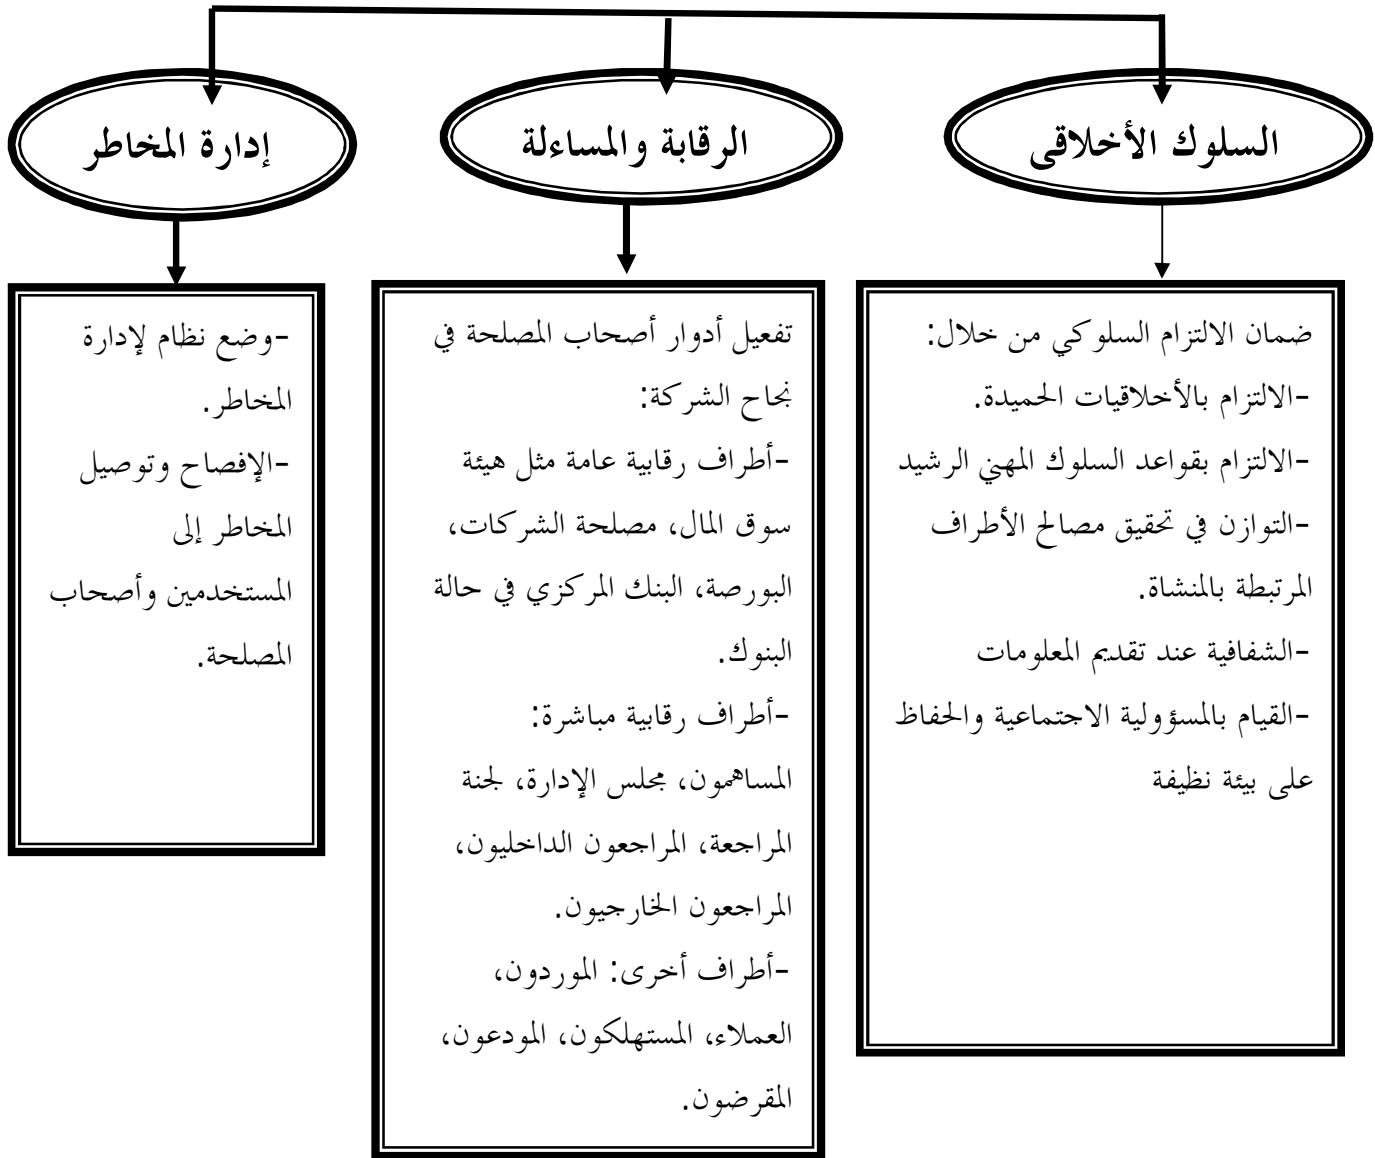 السلوك الأخلاقى
الرقابة والمساءلة
إدارة المخاطر
ضمان الالتزام السلوكي من خلال:
-الالتزام بالأخلاقيات الحميدة.
-الالتزام بقواعد السلوك المهني الرشيد
-التوازن في تحقيق مصالح الأطراف
المرتبطة بالمنشاة.
-الشفافية عند تقديم المعلومات
-القيام بالمسؤولية الاجتماعية والحفاظ
على بيئة نظيفة
تفعيل أدوار أصحاب المصلحة في
نجاح الشركة:
-أطراف رقابية عامة مثل هيئة
سوق المال، مصلحة الشركات،
البورصة، البنك المركزي في حالة
البنوك.
-أطراف رقابية مباشرة:
المساهمون، مجلس الإدارة، لجنة
المراجعة، المراجعون الداخليون،
المراجعون الخارجيون.
-أطراف أخرى: الموردون،
العملاء، المستهلكون، المودعون،
المقرضون.
-وضع نظام لإدارة
المخاطر.
-الإفصاح وتوصيل
المخاطر إلى
المستخدمين وأصحاب
المصلحة.